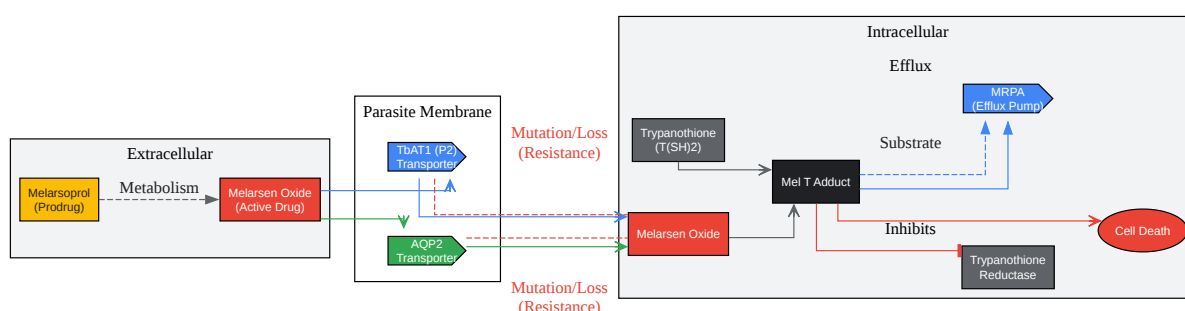 Extracellular
Melarsoprol
(Prodrug)
Metabolism
Melarsen Oxide
(Active Drug)
Parasite Membrane
TbAT1 (P2)
Transporter
AQP2
Transporter
Mutation/Loss
(Resistance)
Mutation/Loss
(Resistance)
Intracellular
Efflux
MRPA
(Efflux Pump)
Trypanothione
(T(SH)2)
Substrate
Mel T Adduct
Melarsen Oxide
Inhibits
Cell Death
Trypanothione
Reductase